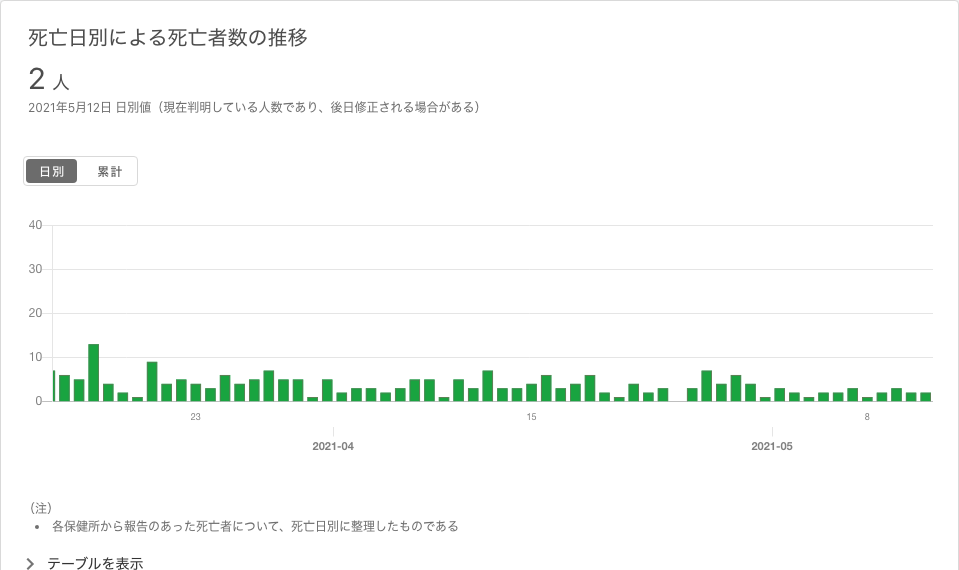 死亡日別による死亡者数の推移
2 人
2021年5月12日 日別値（現在判明している人数であり、後日修正される場合がある）
日別 累計
40
30
20
10
0
23 15 8
2021-04 2021-05
（注）
• 各保健所から報告のあった死亡者について、死亡日別に整理したものである
テーブルを表示